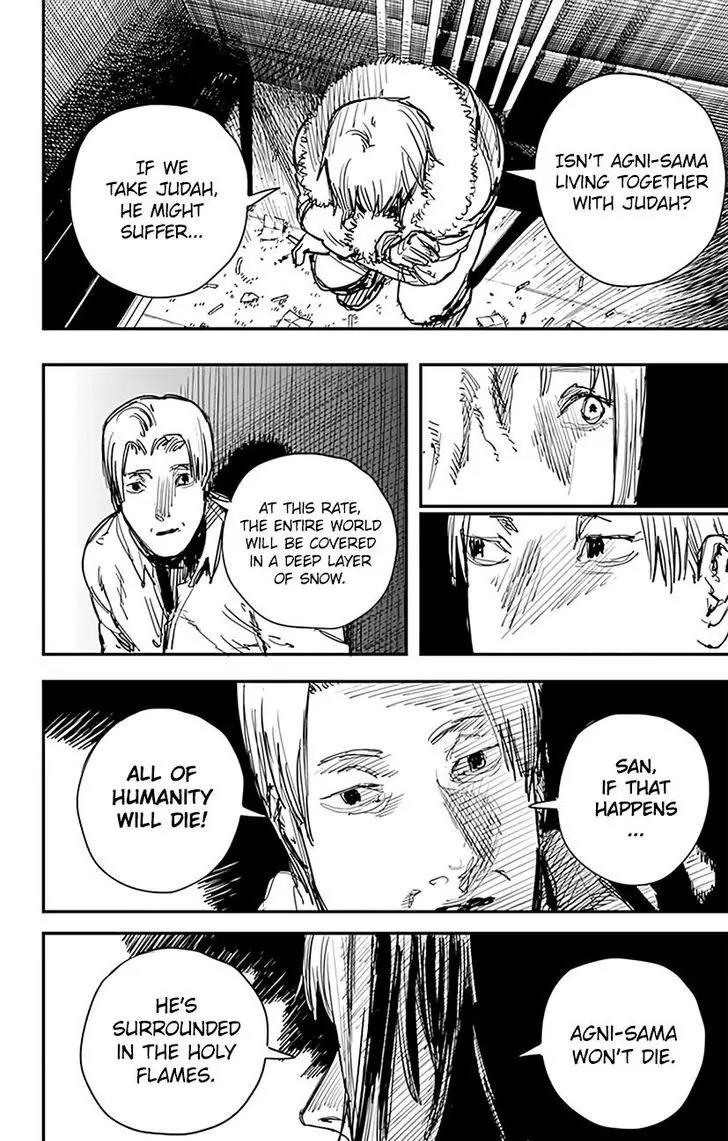 ISN'T AGNI-SAMA
LIVING TOGETHER
WITH JUDAH?
IF WE
TAKE JUDAH,
HE MIGHT
SUFFER...
AT THIS RATE,
THE ENTIRE WORLD
WILL BE COVERED
IN A DEEP LAYER
OF SNOW.
SAN,
IF THAT
HAPPENS
...
ALL OF
HUMANITY
WILL DIE!
AGNI-SAMA
WON'T DIE.
HE'S
SURROUNDED
IN THE HOLY
FLAMES.